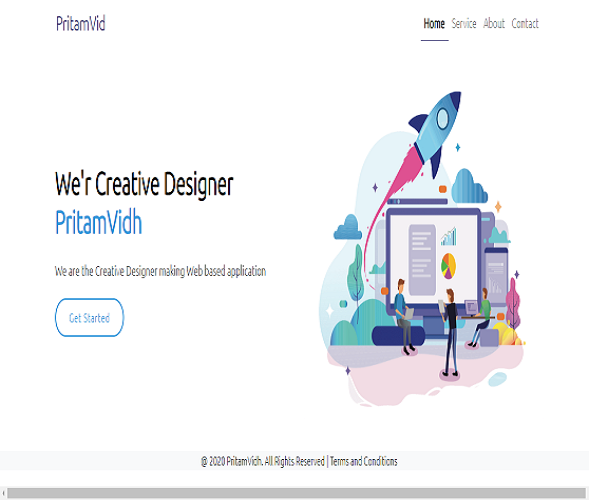 PritamVid
Home Service About Contact
We'r Creative Designer
PritamVidh
We are the Creative Designer making Web based application
Get Started
@ 2020 PritamVidh. All Rights Reserved | Terms and Conditions